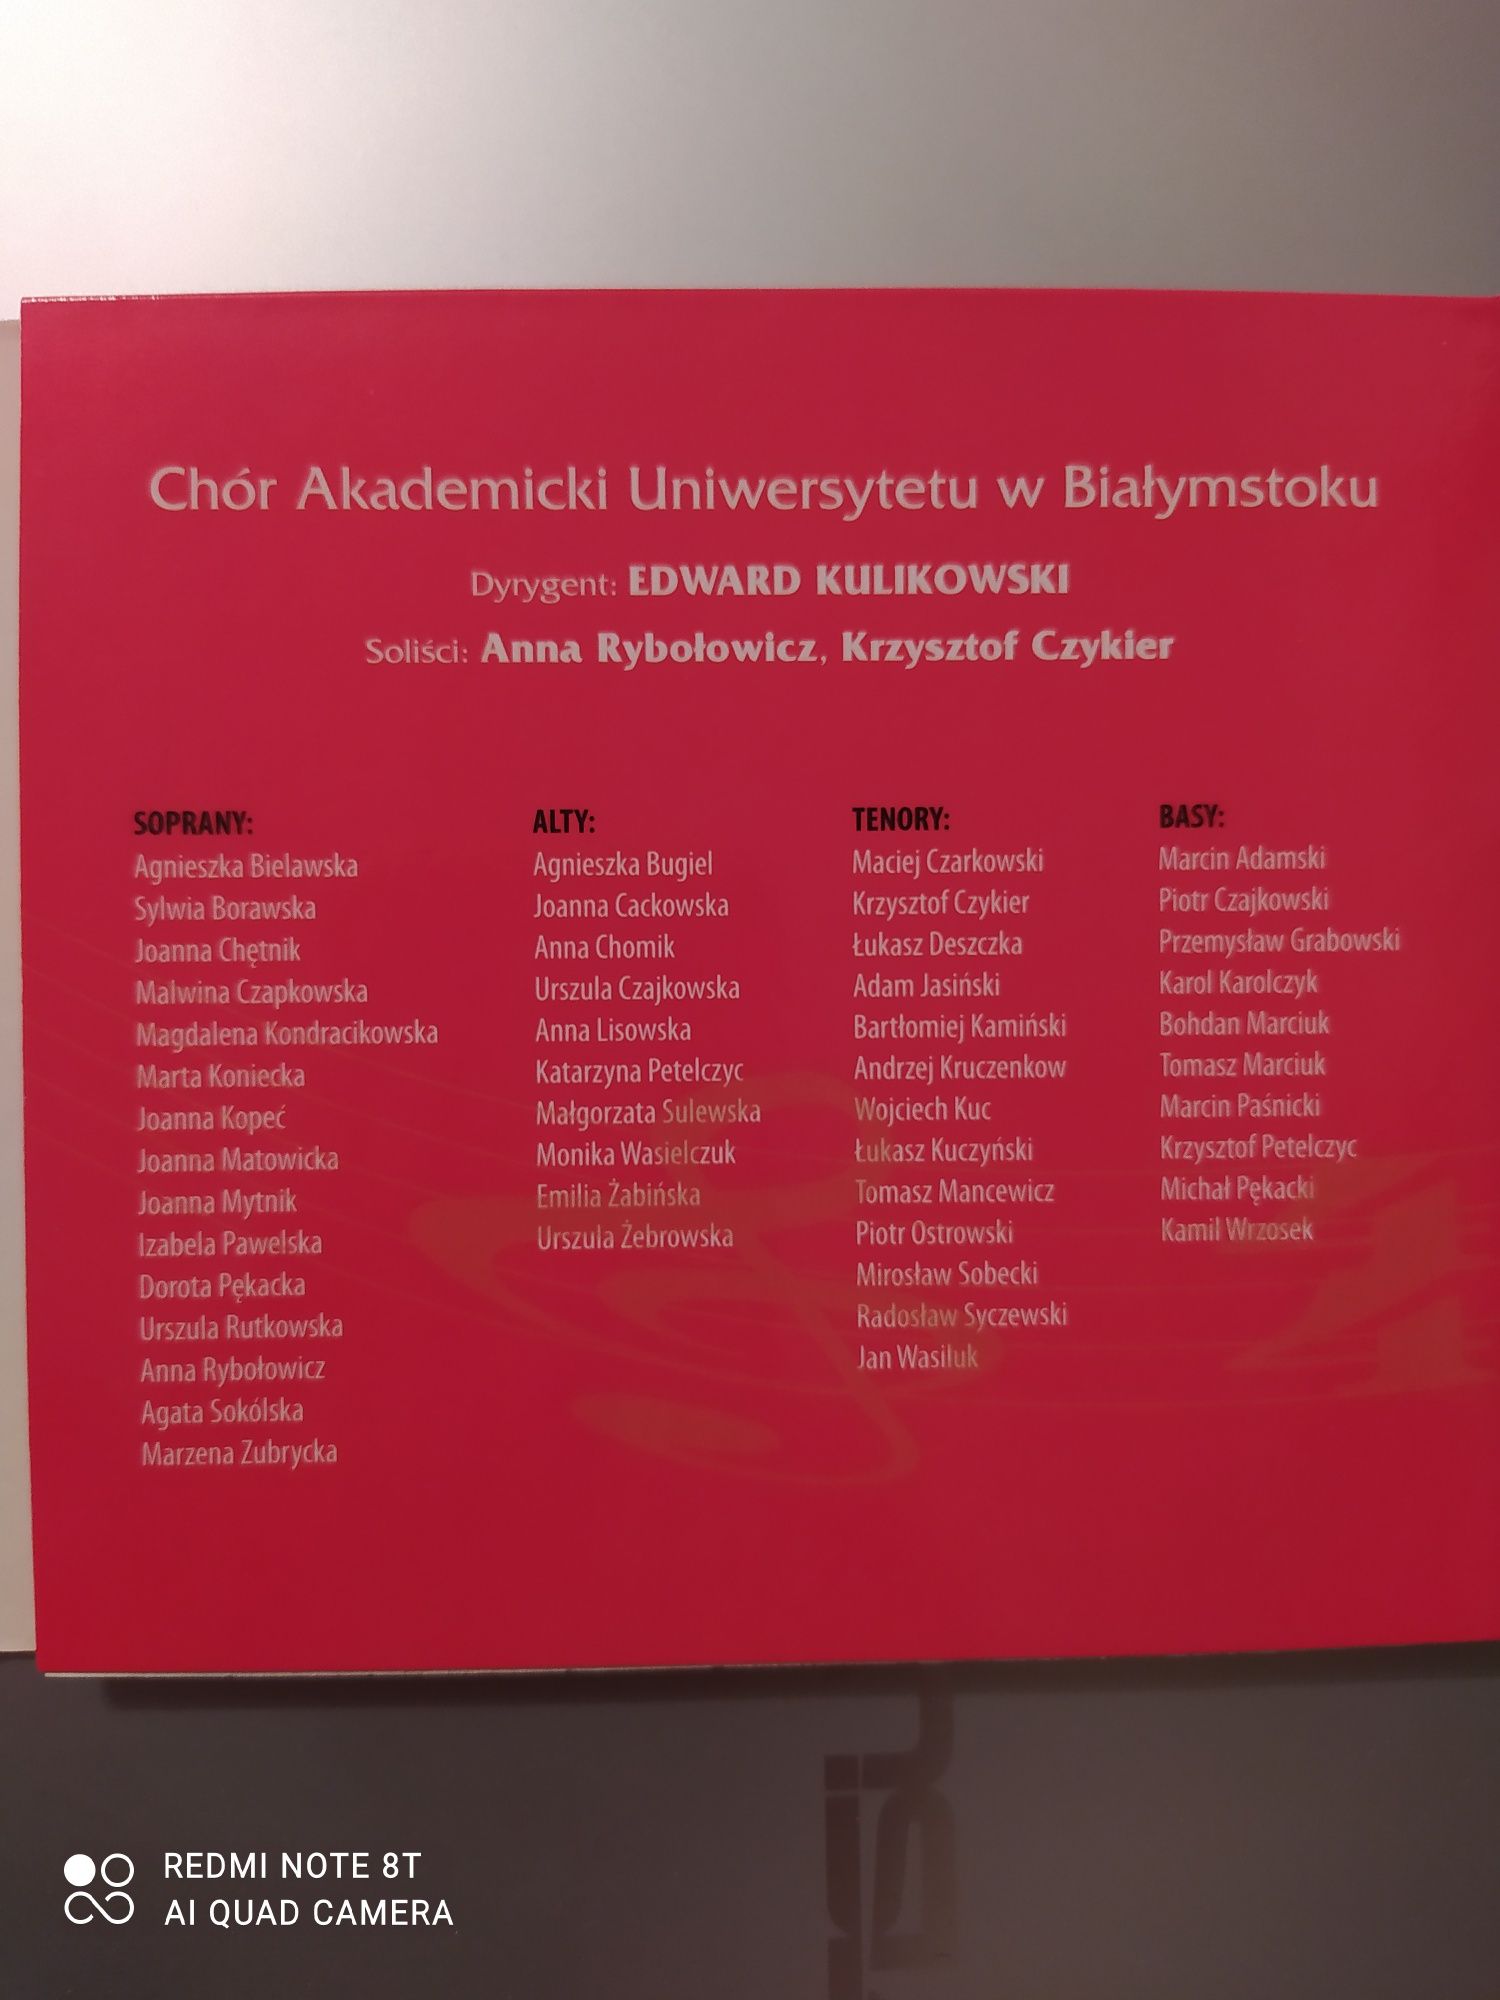 Chór Akademicki Uniwersytetu w Białymstoku
Dyrygent: EDWARD KULIKOWSKI
Soliści: Anna Rybołowicz, Krzysztof Czykier
SOPRANY:
Agnieszka Bielawska
Sylwia Borawska
Joanna Chętnik
Malwina Czapkowska
Magdalena Kondracikowska
Marta Koniecka
Joanna Kopeć
Joanna Matowicka
Joanna Mytnik
Izabela Pawelska
Dorota Pękacka
Urszula Rutkowska
Anna Rybołowicz
Agata Sokólska
Marzena Zubrycka
ALTY:
Agnieszka Bugiel
Joanna Cackowska
Anna Chomik
Urszula Czajkowska
Anna Lisowska
Katarzyna Petelczyc
Małgorzata Sulewska
Monika Wasielczuk
Emilia Żabińska
Urszula Żebrowska
TENORY:
Maciej Czarkowski
Krzysztof Czykier
Łukasz Deszczka
Adam Jasiński
Bartłomiej Kamiński
Andrzej Kruczenkow
Wojciech Kuc
Łukasz Kuczyński
Tomasz Mancewicz
Piotr Ostrowski
Mirosław Sobecki
Radosław Syczewski
Jan Wasiluk
BASY:
Marcin Adamski
Piotr Czajkowski
Przemysław Grabowski
Karol Karolczyk
Bohdan Marciuk
Tomasz Marciuk
Marcin Paśnicki
Krzysztof Petelczyc
Michał Pękacki
Kamil Wrzosek
REDMI NOTE 8T
AI QUAD CAMERA